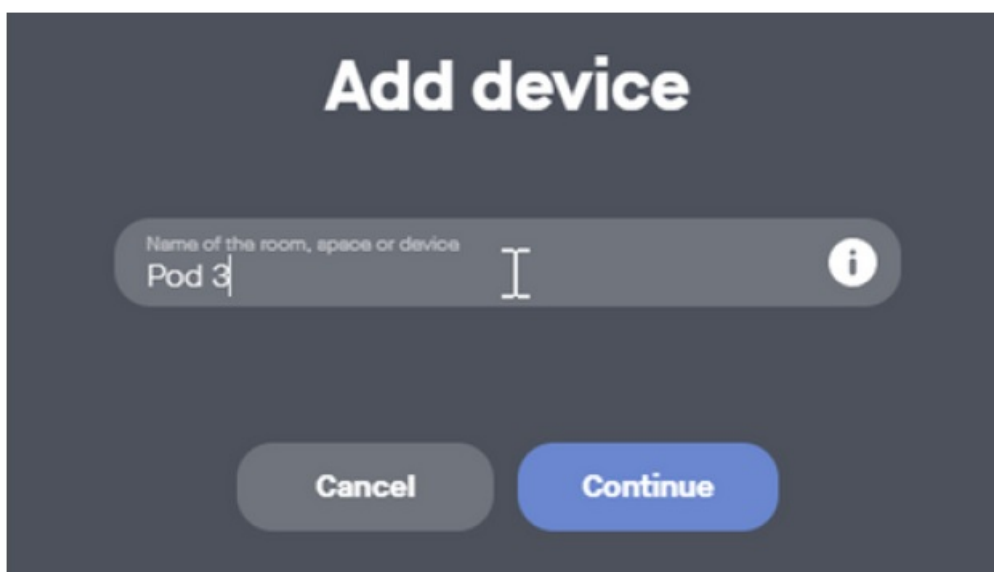 Add device
Name of the room, space or device
Pod 3
Cancel
Continue